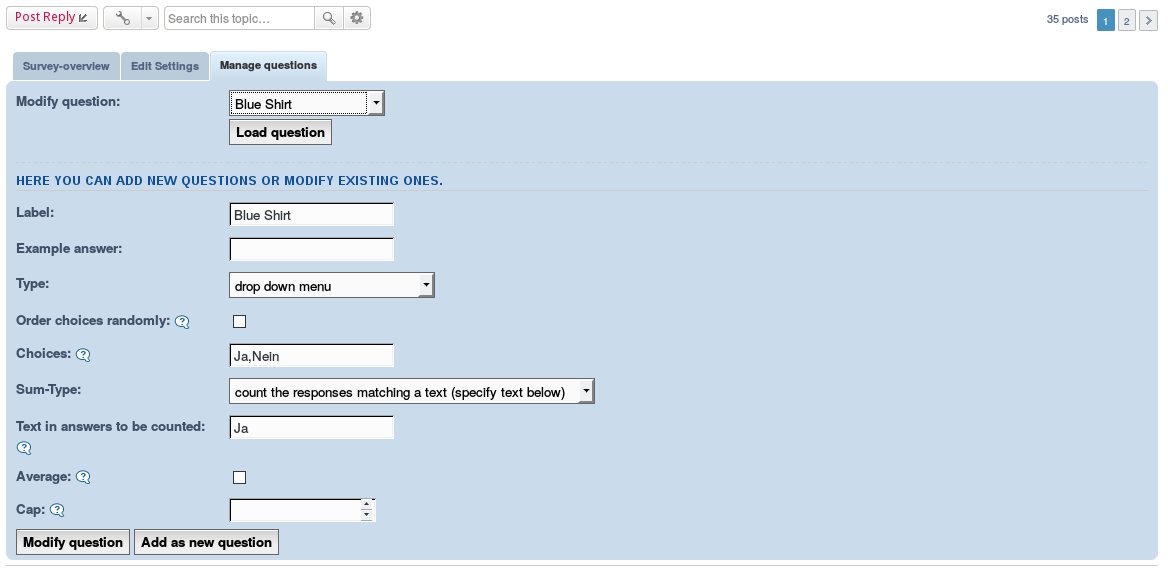 Post Reply Search this topic... 35 posts 1 2
Survey-overview Edit Settings Manage questions
Modify question: Blue Shirt
Load question
HERE YOU CAN ADD NEW QUESTIONS OR MODIFY EXISTING ONES.
Label: Blue Shirt
Example answer:
Type: drop down menu
Order choices randomly: ?
Choices: ? Ja,Nein
Sum-Type: count the responses matching a text (specify text below)
Text in answers to be counted: Ja
?
Average: ?
Cap: ?
Modify question Add as new question